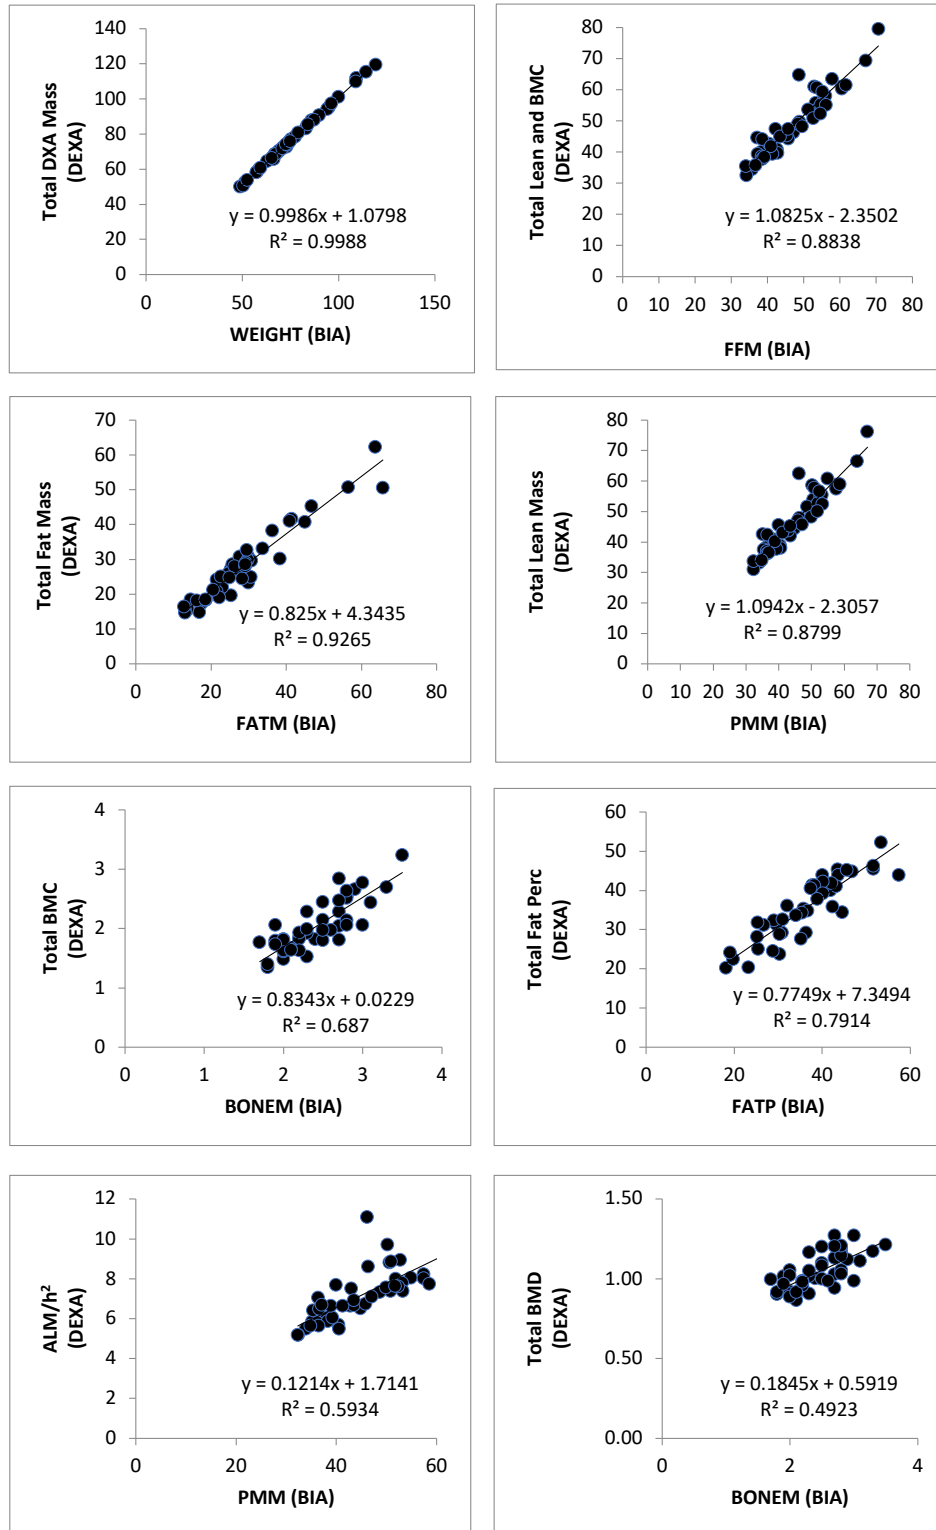 Total DXA Mass
(DEXA)
140
120
100
80
60
40
20
0
y = 0.9986x + 1.0798
R² = 0.9988
0 50 100 150
WEIGHT (BIA)
Total Lean and BMC
(DEXA)
80
70
60
50
40
30
20
10
0
y = 1.0825x - 2.3502
R² = 0.8838
0 10 20 30 40 50 60 70 80
FFM (BIA)
Total Fat Mass
(DEXA)
70
60
50
40
30
20
10
0
y = 0.825x + 4.3435
R² = 0.9265
0 20 40 60 80
FATM (BIA)
Total Lean Mass
(DEXA)
80
70
60
50
40
30
20
10
0
y = 1.0942x - 2.3057
R² = 0.8799
0 10 20 30 40 50 60 70 80
PMM (BIA)
Total BMC
(DEXA)
4
3
2
1
0
y = 0.8343x + 0.0229
R² = 0.687
0 1 2 3 4
BONEM (BIA)
Total Fat Perc
(DEXA)
60
50
40
30
20
10
0
y = 0.7749x + 7.3494
R² = 0.7914
0 20 40 60
FATP (BIA)
ALM/h²
(DEXA)
12
10
8
6
4
2
0
y = 0.1214x + 1.7141
R² = 0.5934
0 20 40 60
PMM (BIA)
Total BMD
(DEXA)
1.50
1.00
0.50
0.00
y = 0.1845x + 0.5919
R² = 0.4923
0 2 4
BONEM (BIA)